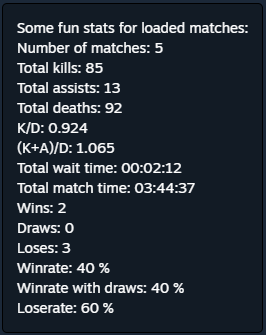 Some fun stats for loaded matches:
Number of matches: 5
Total kills: 85
Total assists: 13
Total deaths: 92
K/D: 0.924
(K+A)/D: 1.065
Total wait time: 00:02:12
Total match time: 03:44:37
Wins: 2
Draws: 0
Loses: 3
Winrate: 40 %
Winrate with draws: 40 %
Loserate: 60 %